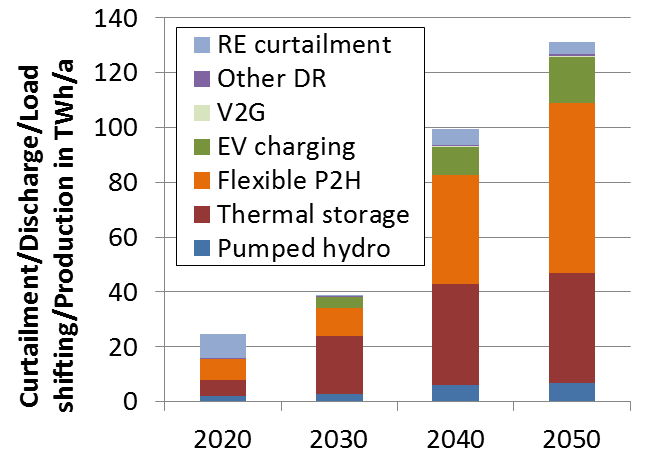 Curtailment/Discharge/Load
shifting/Production in TWh/a
140
120
100
80
60
40
20
0
RE curtailment
Other DR
V2G
EV charging
Flexible P2H
Thermal storage
Pumped hydro
2020 2030 2040 2050